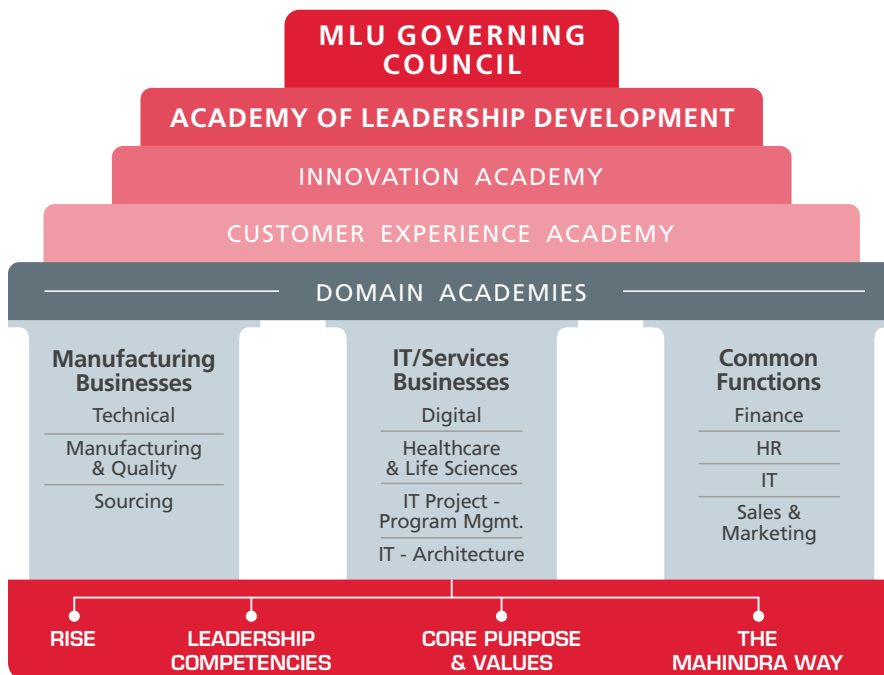 MLU GOVERNING
COUNCIL
ACADEMY OF LEADERSHIP DEVELOPMENT
INNOVATION ACADEMY
CUSTOMER EXPERIENCE ACADEMY
DOMAIN ACADEMIES
Manufacturing
Businesses
Technical
Manufacturing
& Quality
Sourcing
IT/Services
Businesses
Digital
Healthcare
& Life Sciences
IT Project -
Program Mgmt.
IT - Architecture
Common
Functions
Finance
HR
IT
Sales &
Marketing
RISE
LEADERSHIP
COMPETENCIES
CORE PURPOSE
& VALUES
THE
MAHINDRA WAY